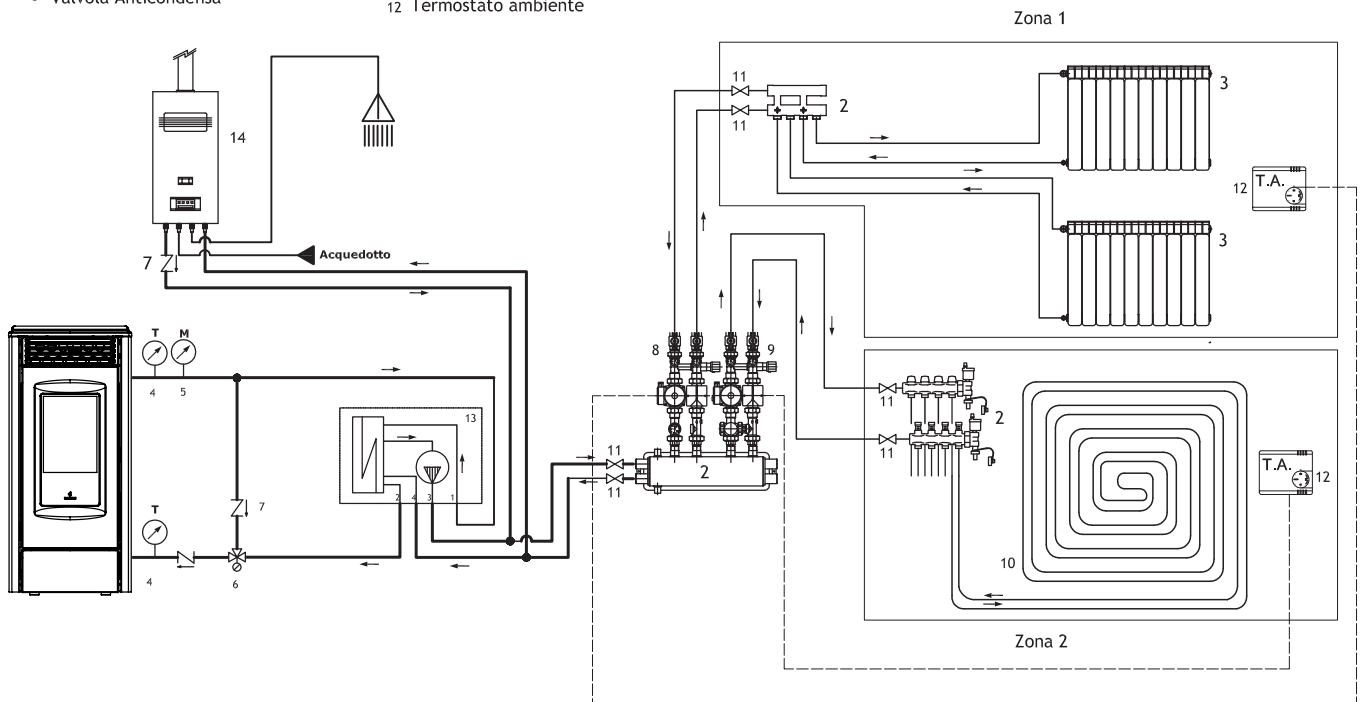 Valvola Anticondensa
12 Termostato ambiente
Zona 1
11
2
3
11
14
12 T.A.
Acquedotto
7
3
T M
8 9
4 5
11
2
13
11
11
T.A.
12
2 4 3 1
2
11
7
T
10
4
6
Zona 2